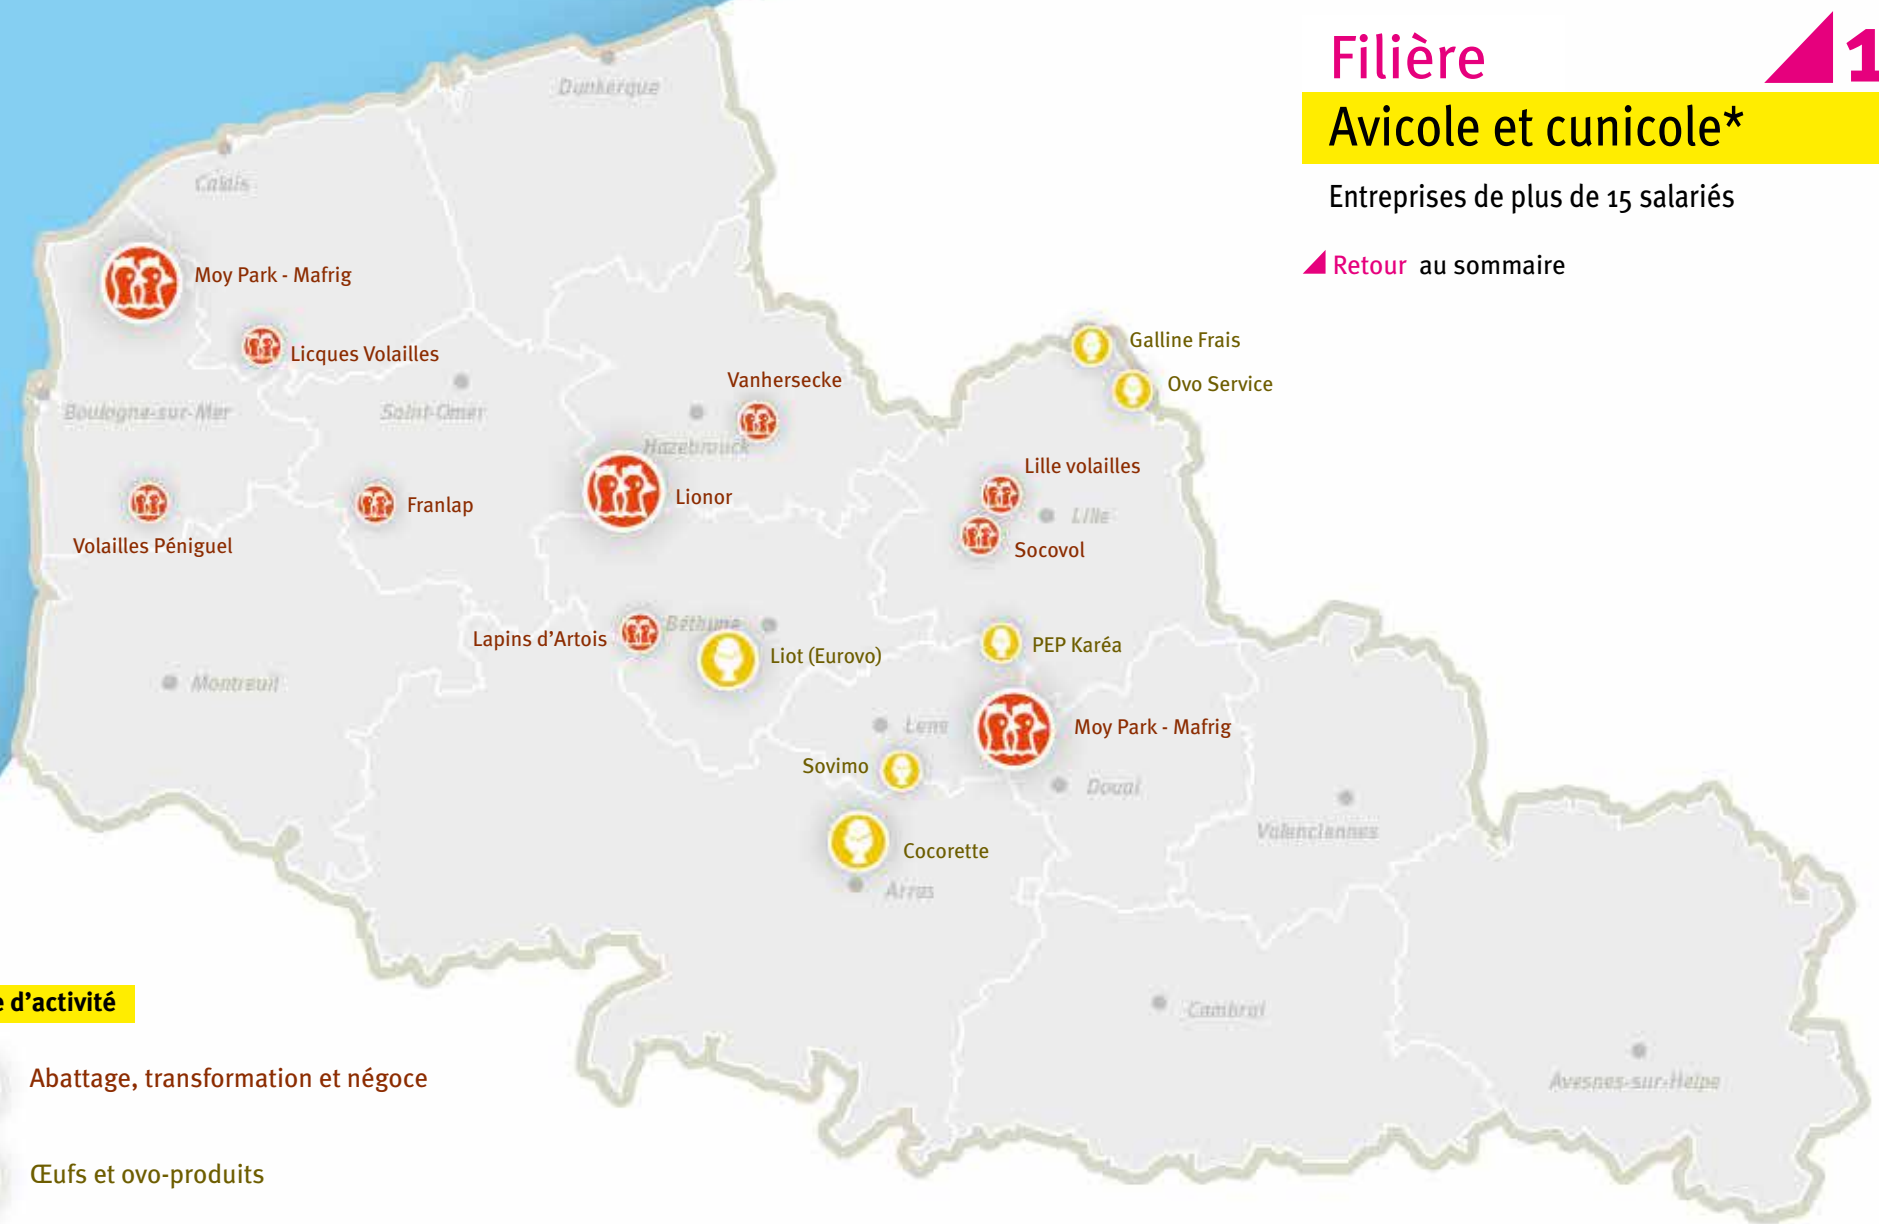 Filière
1
Avicole et cunicole*
Entreprises de plus de 15 salariés
Retour au sommaire
Dunkerque
Calais
Moy Park - Mafrig
Licques Volailles
Galline Frais
Ovo Service
Vanhersecke
Boulogne-sur-Mer
Saint-Omer
Hazebrouck
Lille volailles
Lionor
Franlap
Lille
Volailles Péniguel
Socovol
Béthune
Lapins d'Artois
PEP Karéa
Liot (Eurovo)
Montreuil
Lens
Moy Park - Mafrig
Sovimo
Douai
Valenciennes
Cocorette
Arras
e d'activité
Cambrai
Abattage, transformation et négoce
Avesnes-sur-Helpe
Œufs et ovo-produits